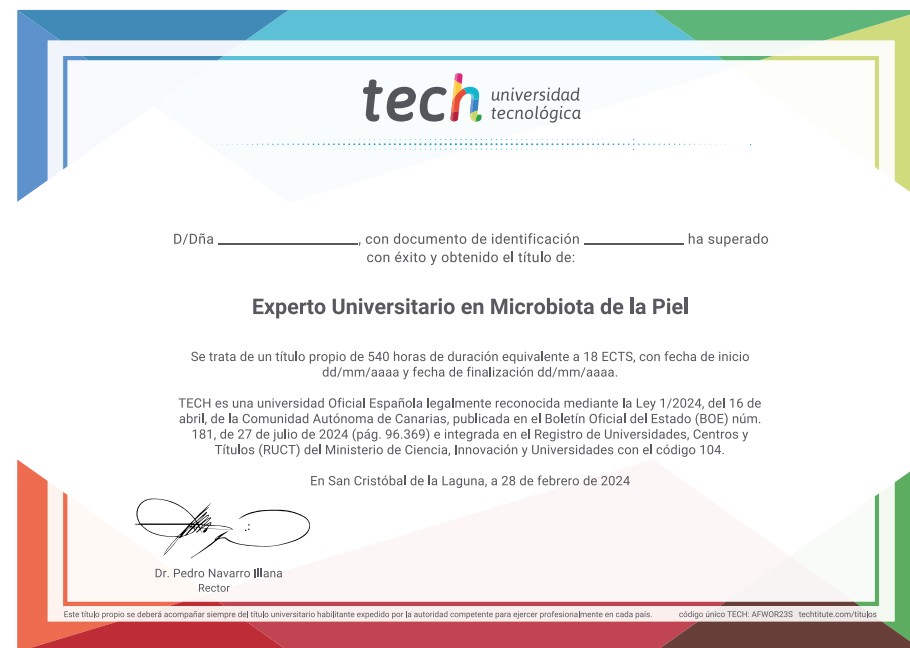 tech universidad
tecnológica
D/Dña ______________, con documento de identificación __________ ha superado
con éxito y obtenido el título de:
Experto Universitario en Microbiota de la Piel
Se trata de un título propio de 540 horas de duración equivalente a 18 ECTS, con fecha de inicio
dd/mm/aaaa y fecha de finalización dd/mm/aaaa.
TECH es una universidad Oficial Española legalmente reconocida mediante la Ley 1/2024, del 16 de
abril, de la Comunidad Autónoma de Canarias, publicada en el Boletín Oficial del Estado (BOE) núm.
181, de 27 de julio de 2024 (pág. 96.369) e integrada en el Registro de Universidades, Centros y
Títulos (RUCT) del Ministerio de Ciencia, Innovación y Universidades con el código 104.
En San Cristóbal de la Laguna, a 28 de febrero de 2024
Dr. Pedro Navarro Illana
Rector
Este título propio se deberá acompañar siempre del título universitario habilitante expedido por la autoridad competente para ejercer profesionalmente en cada país. código único TECH: AFWOR23S techtitute.com/titulos